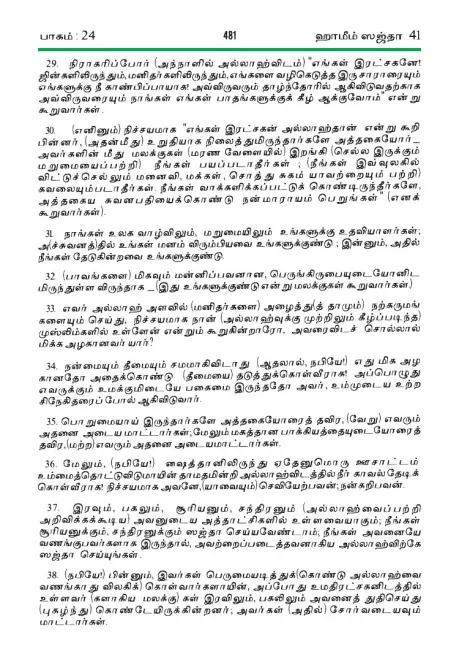 பாகம் : 24 481 ஹாமீம் ஸஜ்தா 41
29. நிராகரிப்போர் (அந்நாளில் அல்லாஹ்விடம்) "எங்கள் இரட்சகனே!
ஜின்களிலிருந்தும், மனிதர்களிலிருந்தும், எங்களை வழிகெடுத்த இருசாராரையும்
எங்களுக்கு நீ காண்பிப்பாயாக! அவ்விருவரும் தாழ்ந்தோரில் ஆகிவிடுவதற்காக
அவ்விருவரையும் நாங்கள் எங்கள் பாதங்களுக்குக் கீழ் ஆக்குவோம்" என்று
கூறுவார்கள்.
30. (எனினும்) நிச்சயமாக "எங்கள் இரட்சகன் அல்லாஹ்தான் என்று கூறி
பின்னர், (அதன்மீது) உறுதியாக நிலைத்துமிருந்தார்களே அத்தகையோர் _
அவர்களின் மீது மலக்குகள் (மரண வேளையில்) இறங்கி (செல்ல இருக்கும்
மறுமையைப்பற்றி) நீங்கள் பயப்படாதீர்கள் ; (நீங்கள் இவ்வுலகில்
விட்டுச்செல்லும் மனைவி, மக்கள், சொத்து சுகம் யாவற்றையும் பற்றி)
கவலையும்படாதீர்கள். நீங்கள் வாக்களிக்கப்பட்டுக் கொண்டிருந்தீர்களே,
அத்தகைய சுவனபதியைக்கொண்டு நன்மாராயம் பெறுங்கள்" (எனக்
கூறுவார்கள்).
31. நாங்கள் உலக வாழ்விலும், மறுமையிலும் உங்களுக்கு உதவியாளர்கள்;
அ(ச்சுவனத்)தில் உங்கள் மனம் விரும்பியவை உங்களுக்குண்டு ; இன்னும், அதில்
நீங்கள் தேடுகின்றவை உங்களுக்குண்டு.
32. (பாவங்களை) மிகவும் மன்னிப்பவனான, பெருங்கிருபையுடையோனிட
மிருந்துள்ள விருந்தாக _ (இது உங்களுக்குண்டு என்று மலக்குகள் கூறுவார்கள்.)
33. எவர் அல்லாஹ் அளவில் (மனிதர்களை) அழைத்து(த் தாமும்) நற்கருமங்
களையும் செய்து, நிச்சயமாக நான் (அல்லாஹ்வுக்கு முற்றிலும் கீழ்ப்படிந்த)
முஸ்லிம்களில் உள்ளேன் என்றும் கூறுகின்றாரோ, அவரைவிடச் சொல்லால்
மிக்க அழகானவர் யார்?
34. நன்மையும் தீமையும் சமமாகிவிடாது (ஆதலால், நபியே!) எது மிக அழ
கானதோ அதைக்கொண்டு (தீமையை) தடுத்துக்கொள்வீராக! அப்பொழுது
எவருக்கும் உமக்குமிடையே பகைமை இருந்ததோ அவர், உம்முடைய உற்ற
சிநேகிதரைப் போல் ஆகிவிடுவார்.
35. பொறுமையாய் இருந்தார்களே அத்தகையோரைத் தவிர, (வேறு) எவரும்
அதனை அடைய மாட்டார்கள்; மேலும் மகத்தான பாக்கியத்தையுடையோரைத்
தவிர, (மற்ற) எவரும் அதனை அடையமாட்டார்கள்.
36. மேலும், (நபியே!) ஷைத்தானிலிருந்து ஏதேனுமொரு ஊசாட்டம்
உம்மைத்தொட்டுவிடுமாயின் தாமதமின்றி அல்லாஹ்விடத்தில் நீர் காவல்தேடிக்
கொள்வீராக! நிச்சயமாக அவனே, (யாவையும்) செவியேற்பவன்; நன்கறிபவன்.
37. இரவும், பகலும், சூரியனும், சந்திரனும் (அல்லாஹ்வைப்பற்றி
அறிவிக்கக்கூடிய) அவனுடைய அத்தாட்சிகளில் உள்ளவையாகும்; நீங்கள்
சூரியனுக்கும், சந்திரனுக்கும் ஸஜ்தா செய்யவேண்டாம்; நீங்கள் அவனையே
வணங்குபவர்களாக இருந்தால், அவற்றைப்படைத்தவனாகிய அல்லாஹ்விற்கே
ஸஜ்தா செய்யுங்கள்.
38. (நபியே!) பின்னும், இவர்கள் பெருமையடித்துக்(கொண்டு அல்லாஹ்வை
வணங்காது விலகிக்) கொள்வார்களாயின், அப்போது உமதிரட்சகனிடத்தில்
உள்ளவர் (களாகிய மலக்கு) கள் இரவிலும், பகலிலும் அவனைத் துதிசெய்து
(புகழ்ந்து) கொண்டேயிருக்கின்றனர்; அவர்கள் (அதில்) சோர்வடையவும்
மாட்டார்கள்.